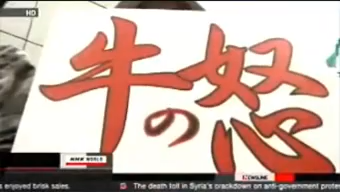 HD
牛の怒
NHK WORLD
NEWSLINE
enjoyed brisk sales. The death toll in Syria's crackdown on anti-government